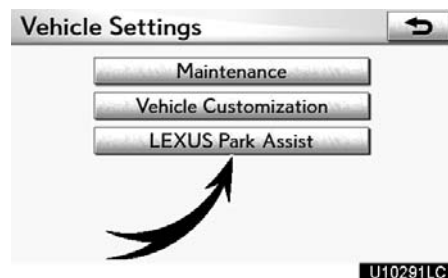 Vehicle Settings
Maintenance
Vehicle Customization
LEXUS Park Assist
U10291LC